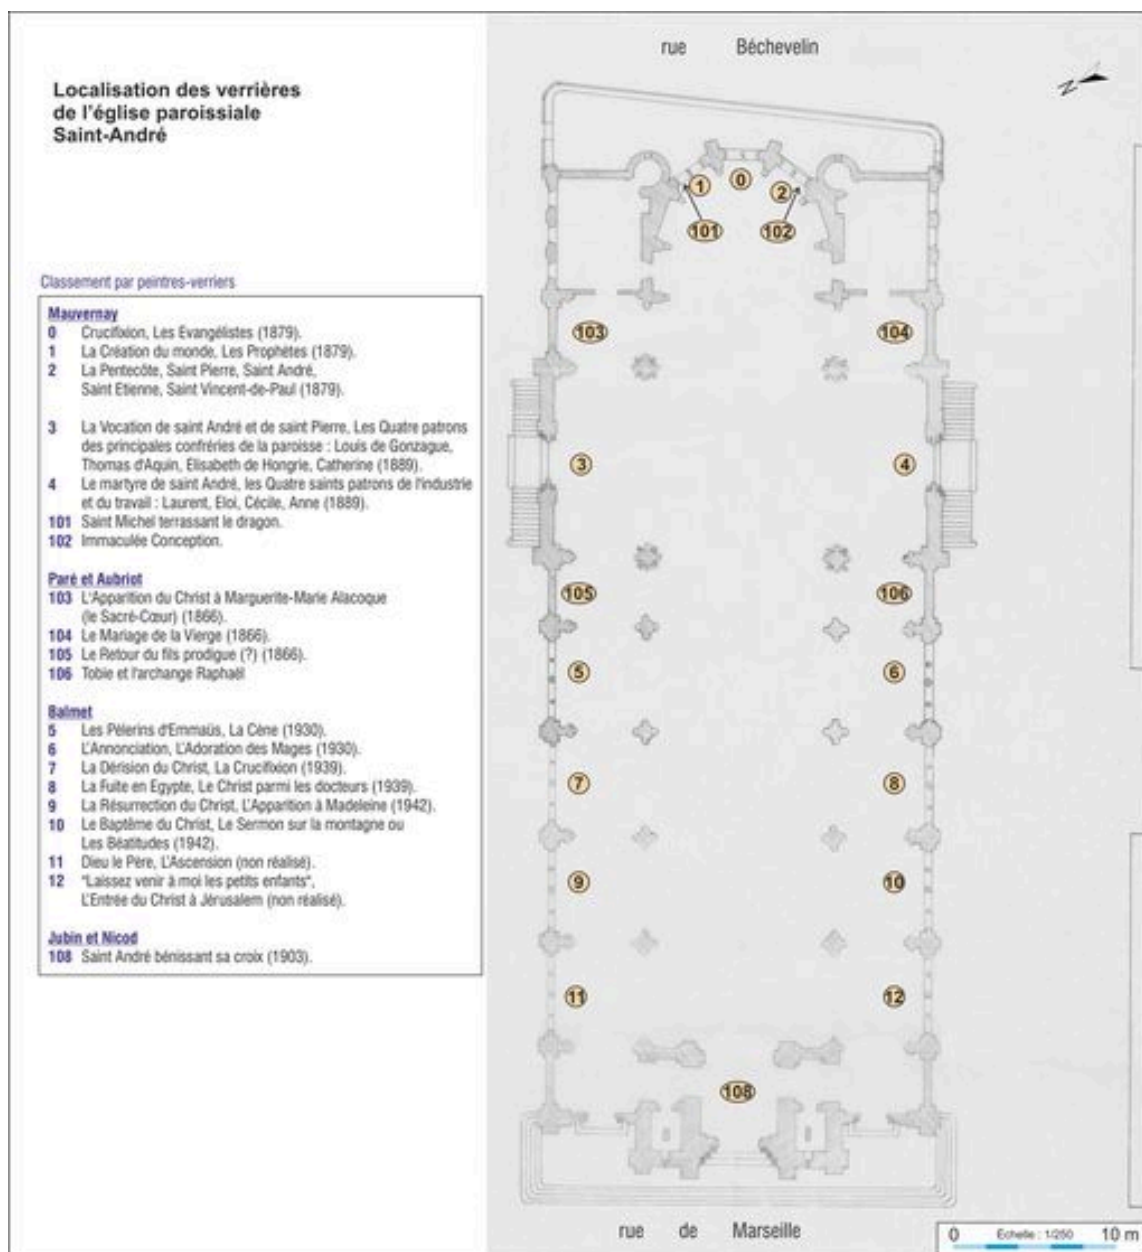 rue Béchevelin
N
Localisation des verrières
de l'église paroissiale
Saint-André
Classement par peintres-verriers
Mauvernay
0 Crucifixion, Les Evangélistes (1879).
1 La Création du monde, Les Prophètes (1879).
2 La Pentecôte, Saint Pierre, Saint André,
Saint Etienne, Saint Vincent-de-Paul (1879).
3 La Vocation de saint André et de saint Pierre, Les Quatre patrons
des principales confréries de la paroisse : Louis de Gonzague,
Thomas d'Aquin, Elisabeth de Hongrie, Catherine (1889).
4 Le martyre de saint André, les Quatre saints patrons de l'industrie
et du travail : Laurent, Eloi, Cécile, Anne (1889).
101 Saint Michel terrassant le dragon.
102 Immaculée Conception.
Paré et Aubriot
103 L'Apparition du Christ à Marguerite-Marie Alacoque
(le Sacré-Cœur) (1866).
104 Le Mariage de la Vierge (1866).
105 Le Retour du fils prodigue (?) (1866).
106 Tobie et l'archange Raphaël
Balmet
5 Les Pélerins d'Emmaüs, La Cène (1930).
6 L'Annonciation, L'Adoration des Mages (1930).
7 La Dérision du Christ, La Crucifixion (1939).
8 La Fuite en Egypte, Le Christ parmi les docteurs (1939).
9 La Résurrection du Christ, L'Apparition à Madeleine (1942).
10 Le Baptême du Christ, Le Sermon sur la montagne ou
Les Béatitudes (1942).
11 Dieu le Père, L'Ascension (non réalisé).
12 "Laissez venir à moi les petits enfants",
L'Entrée du Christ à Jérusalem (non réalisé).
Jubin et Nicod
108 Saint André bénissant sa croix (1903).
1 0 2
101 102
103 104
3 4
105 106
5 6
7 8
9 10
11 12
108
rue de Marseille
0 Echelle : 1/250 10 m